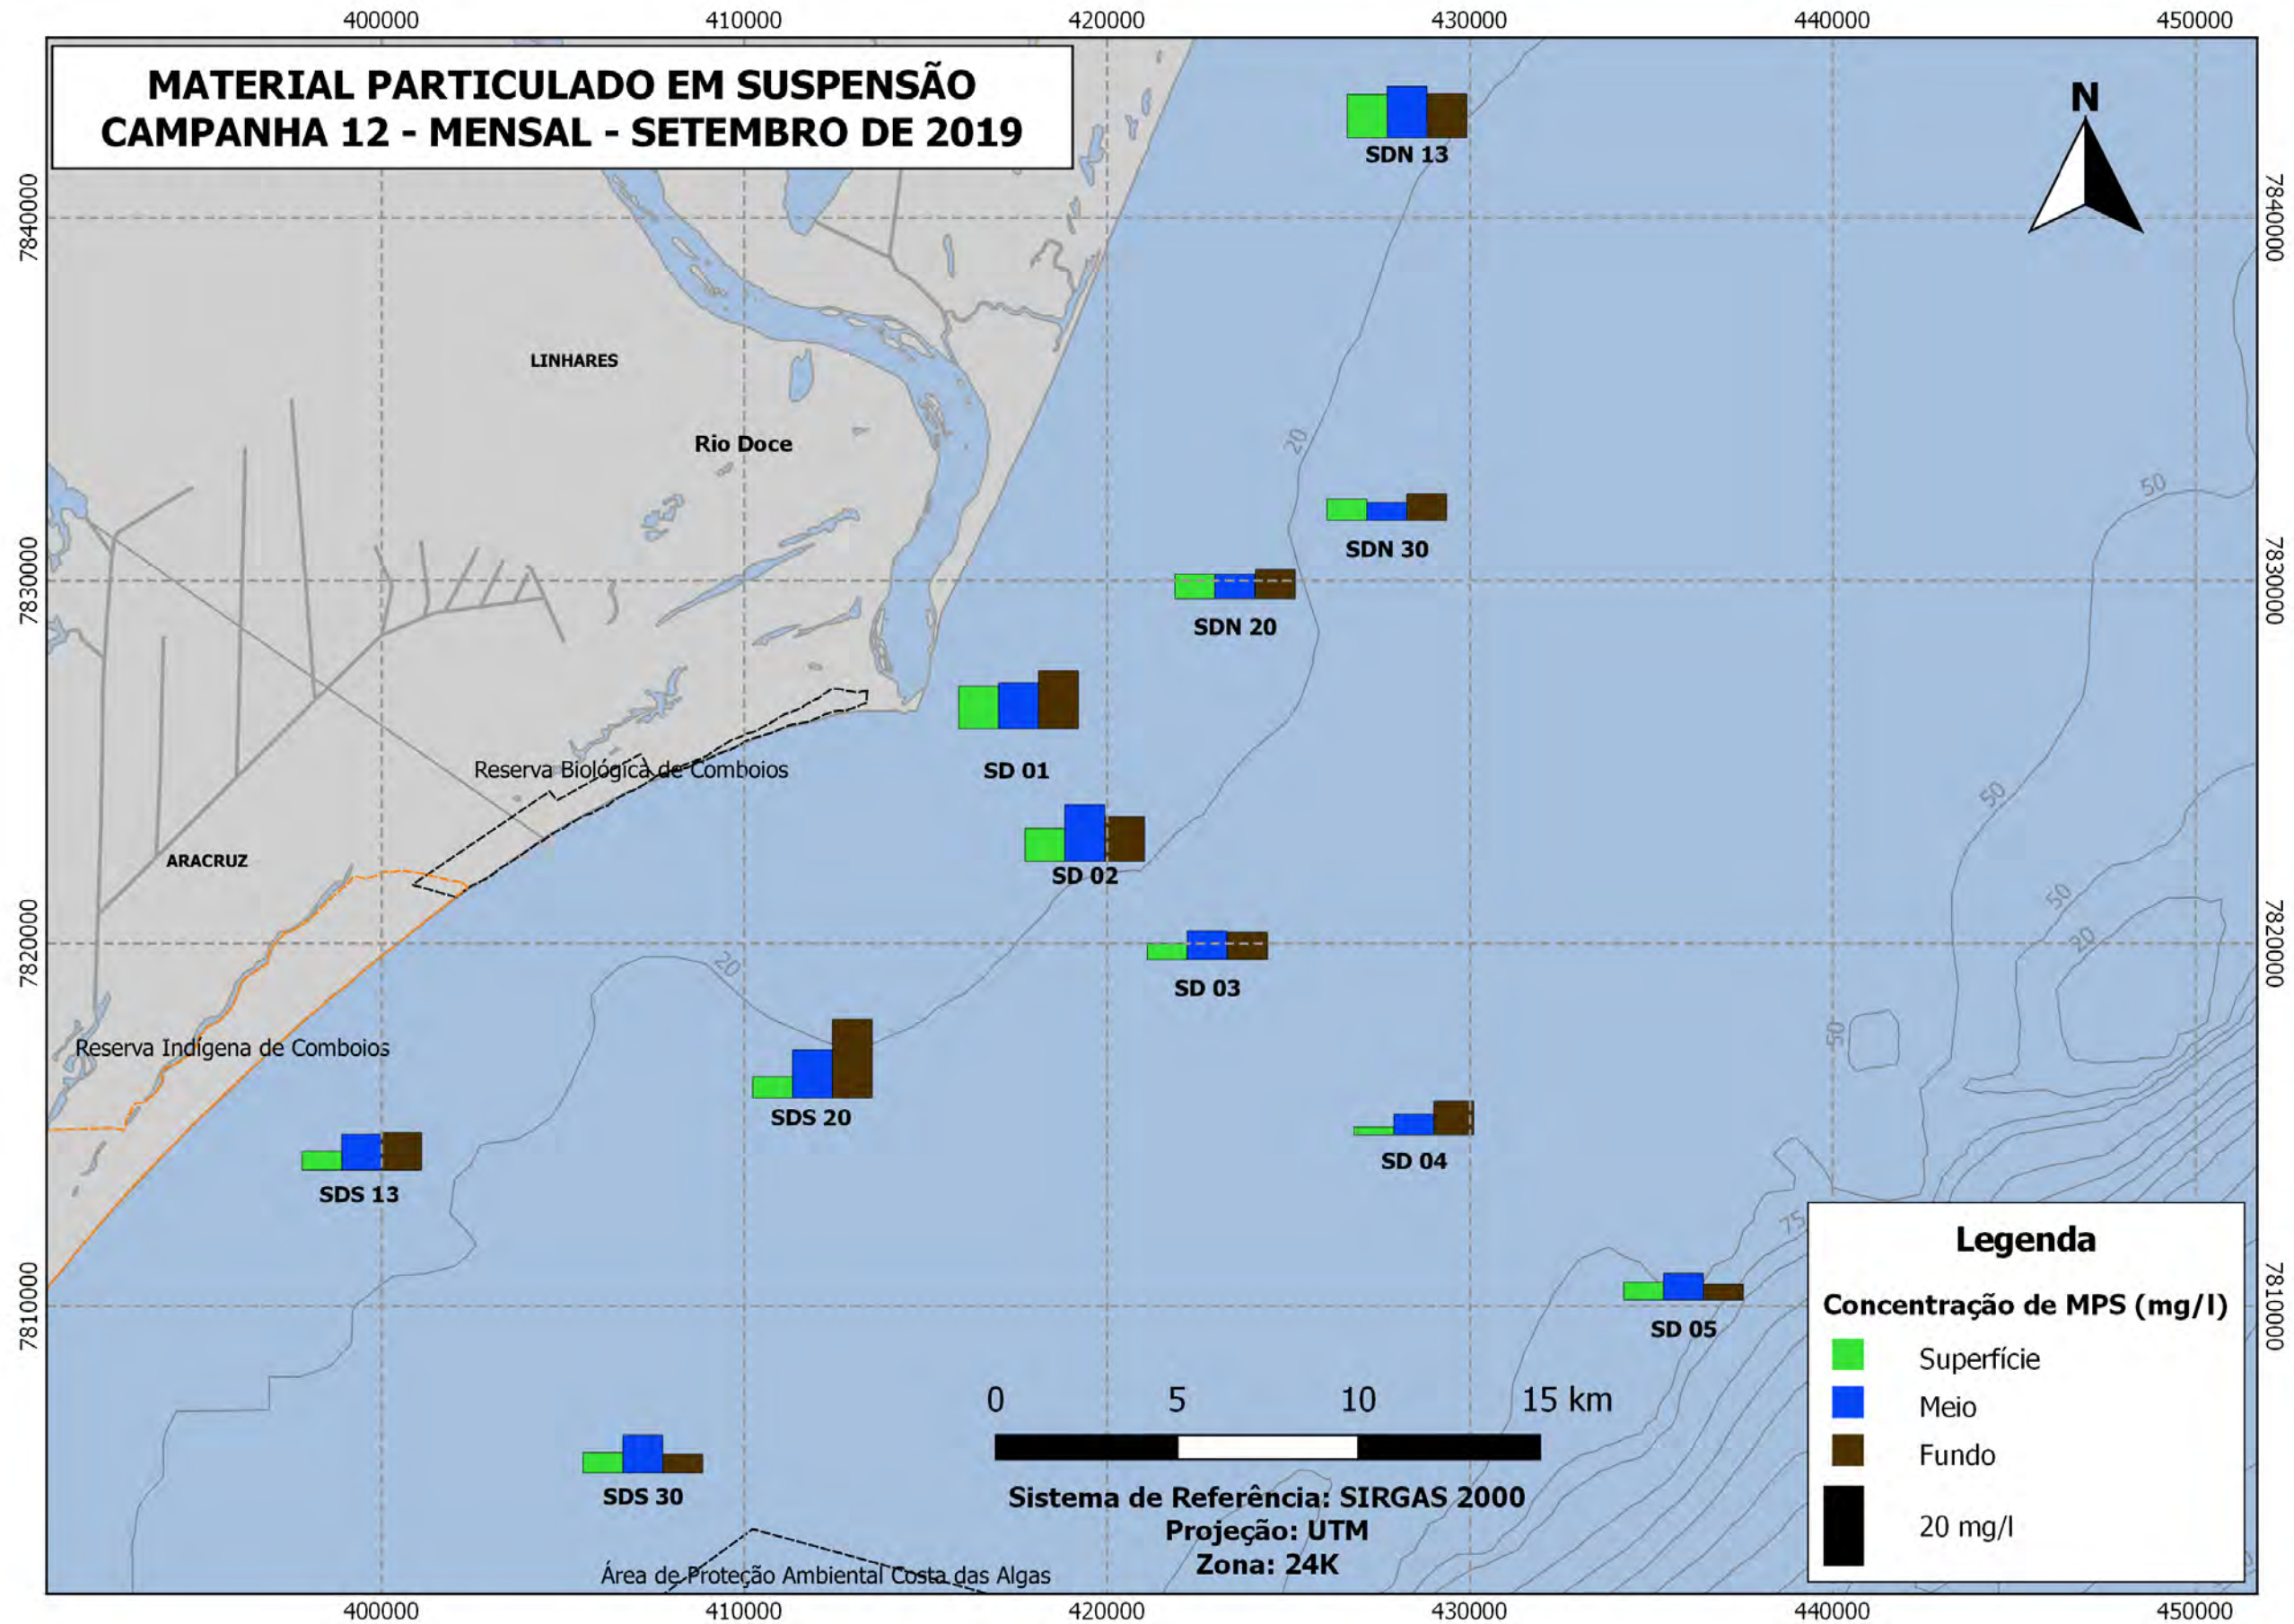 400000
410000
420000
430000
440000
450000
MATERIAL PARTICULADO EM SUSPENSÃO
CAMPANHA 12 - MENSAL - SETEMBRO DE 2019
N
SDN 13
7840000
7840000
LINHARES
Rio Doce
20
50
SDN 30
7830000
7830000
SDN 20
Reserva Biológica de Comboios
SD 01
50
ARACRUZ
SD 02
50
20
7820000
7820000
20
SD 03
50
Reserva Indígena de Comboios
SDS 20
SD 04
SDS 13
75
7810000
7810000
SD 05
Legenda
Concentração de MPS (mg/l)
Superfície
Meio
Fundo
20 mg/l
0 5 10 15 km
SDS 30
Sistema de Referência: SIRGAS 2000
Projeção: UTM
Zona: 24K
Área de Proteção Ambiental Costa das Algas
400000
410000
420000
430000
440000
450000